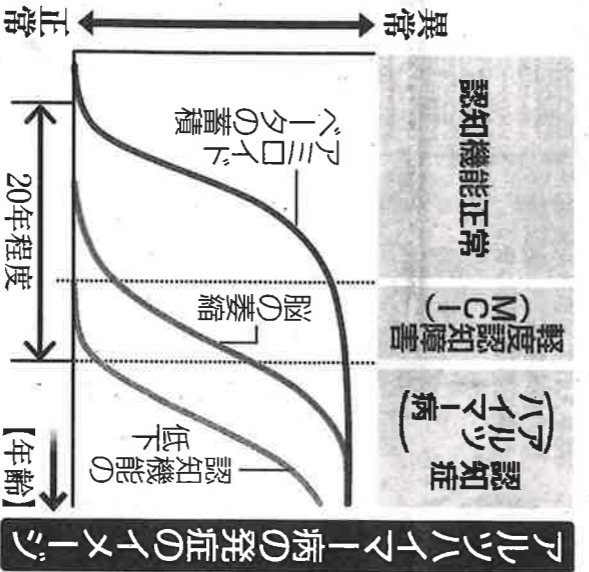 アルツハイマー病の発症のイメージ
異常
正常
認知機能正常
軽度認知障害
(MCI)
認知症
(アルツ
ハイマー
病)
アミロイド
ベータの蓄積
脳の萎縮
認知機能の
低下
20年程度
【年齢】